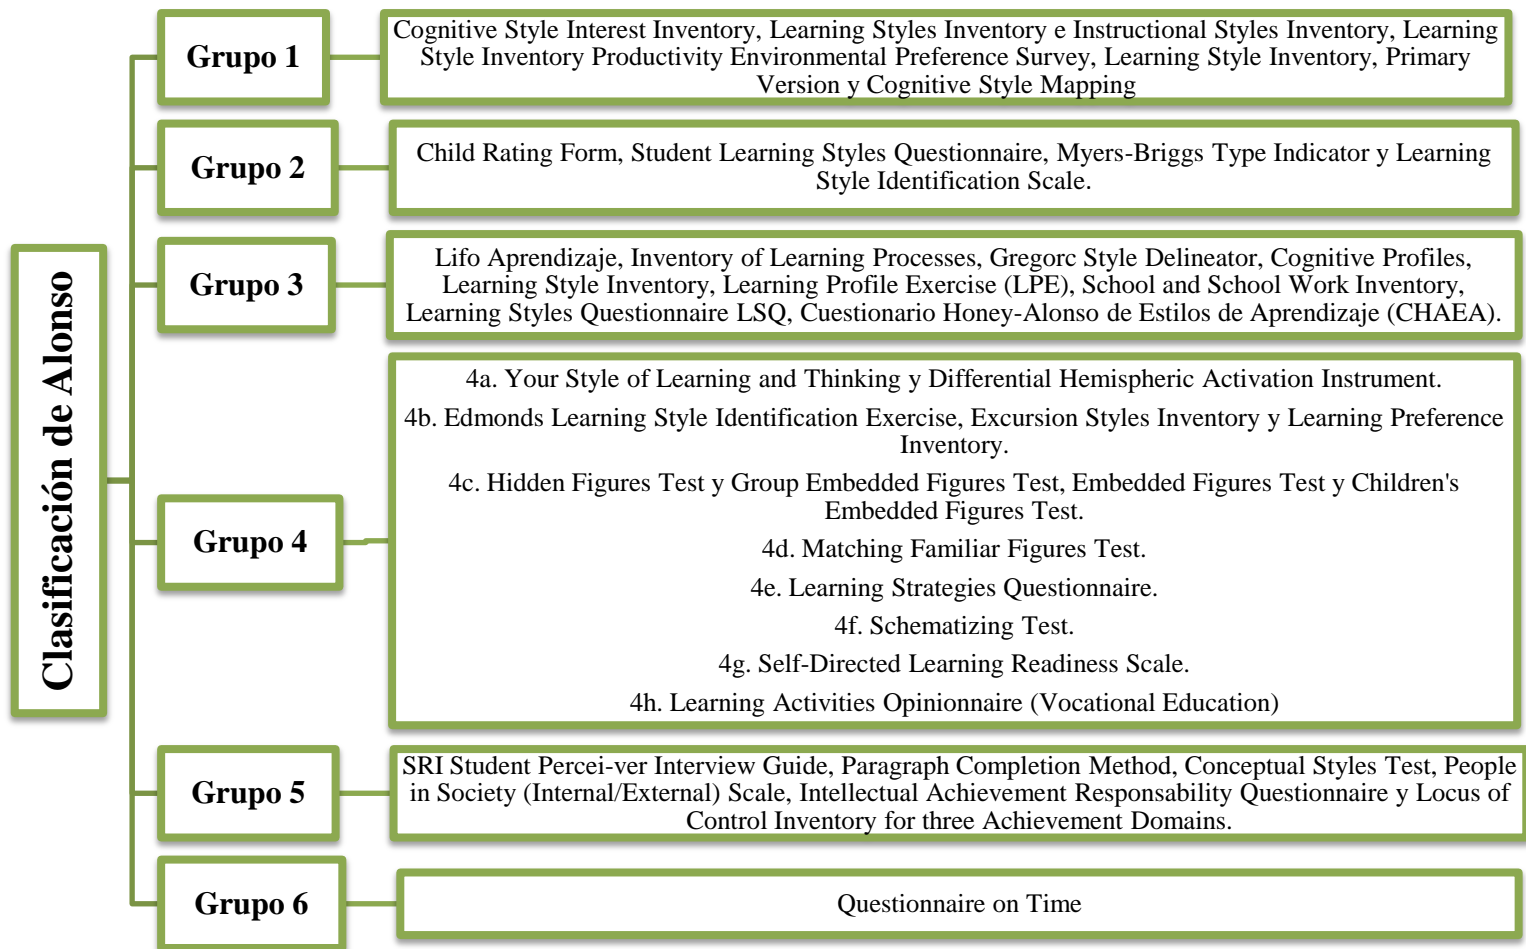 Clasificación de Alonso
Grupo 1
Cognitive Style Interest Inventory, Learning Styles Inventory e Instructional Styles Inventory, Learning
Style Inventory Productivity Environmental Preference Survey, Learning Style Inventory, Primary
Version y Cognitive Style Mapping
Grupo 2
Child Rating Form, Student Learning Styles Questionnaire, Myers-Briggs Type Indicator y Learning
Style Identification Scale.
Grupo 3
Lifo Aprendizaje, Inventory of Learning Processes, Gregorc Style Delineator, Cognitive Profiles,
Learning Style Inventory, Learning Profile Exercise (LPE), School and School Work Inventory,
Learning Styles Questionnaire LSQ, Cuestionario Honey-Alonso de Estilos de Aprendizaje (CHAEA).
Grupo 4
4a. Your Style of Learning and Thinking y Differential Hemispheric Activation Instrument.
4b. Edmonds Learning Style Identification Exercise, Excursion Styles Inventory y Learning Preference
Inventory.
4c. Hidden Figures Test y Group Embedded Figures Test, Embedded Figures Test y Children's
Embedded Figures Test.
4d. Matching Familiar Figures Test.
4e. Learning Strategies Questionnaire.
4f. Schematizing Test.
4g. Self-Directed Learning Readiness Scale.
4h. Learning Activities Opinionnaire (Vocational Education)
Grupo 5
SRI Student Percei-ver Interview Guide, Paragraph Completion Method, Conceptual Styles Test, People
in Society (Internal/External) Scale, Intellectual Achievement Responsability Questionnaire y Locus of
Control Inventory for three Achievement Domains.
Grupo 6
Questionnaire on Time